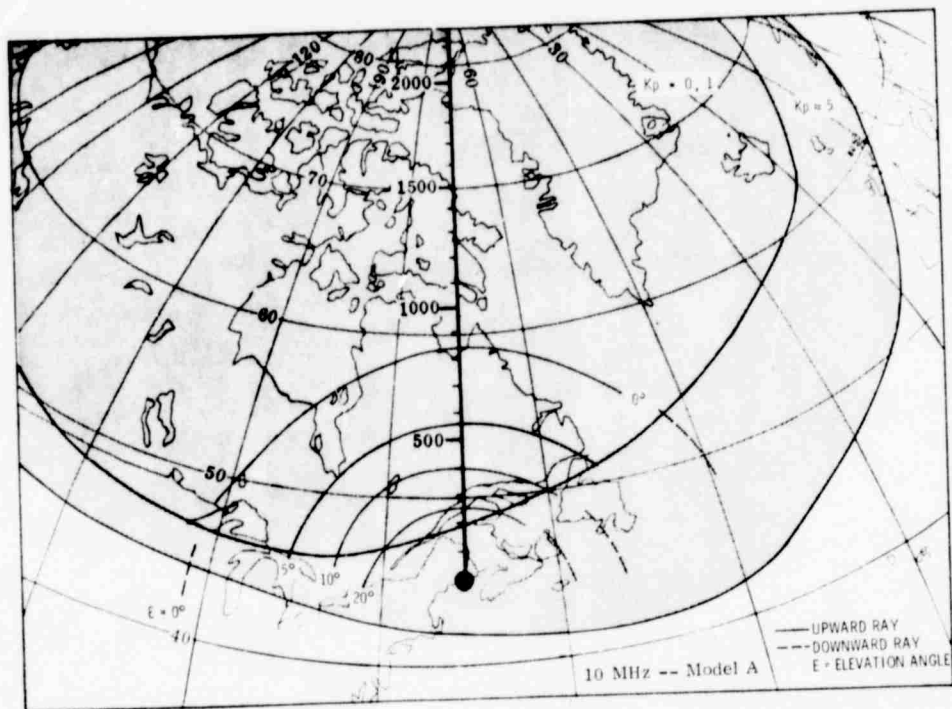 120
80
90
2000
60
30
Kp = 0, 1
Kp = 5
70
1500
60
1000
0°
500
50
5°
10°
20°
E = 0°
40
UPWARD RAY
DOWNWARD RAY
E = ELEVATION ANGLE
10 MHz -- Model A